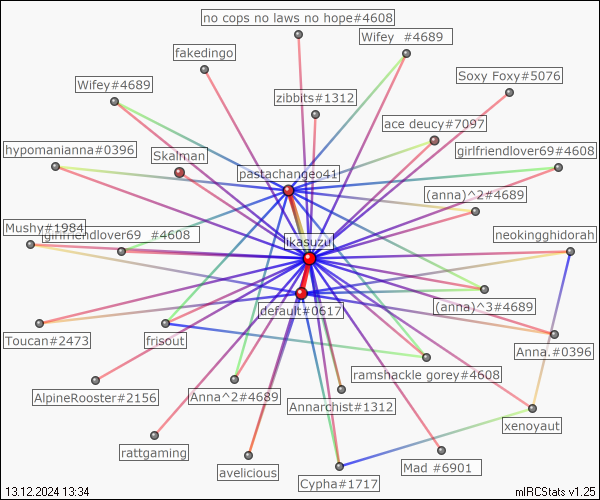 no cops no laws no hope#4608
Wifey  #4689
fakedingo
Soxy Foxy#5076
Wifey#4689
zibbits#1312
ace deucy#7097
hypomanianna#0396
Skalman
girlfriendlover69#4608
pastachangeo41
(anna)^2#4689
Mushy#1984
girlfriendlover69  #4608
neokingghidorah
ikasuzu
default#0617
(anna)^3#4689
Toucan#2473
frisout
Anna.#0396
ramshackle gorey#4608
AlpineRooster#2156
Anna^2#4689
Annarchist#1312
xenoyaut
rattgaming
avelicious
Mad #6901
Cypha#1717
13.12.2024 13:34
mIRCStats v1.25